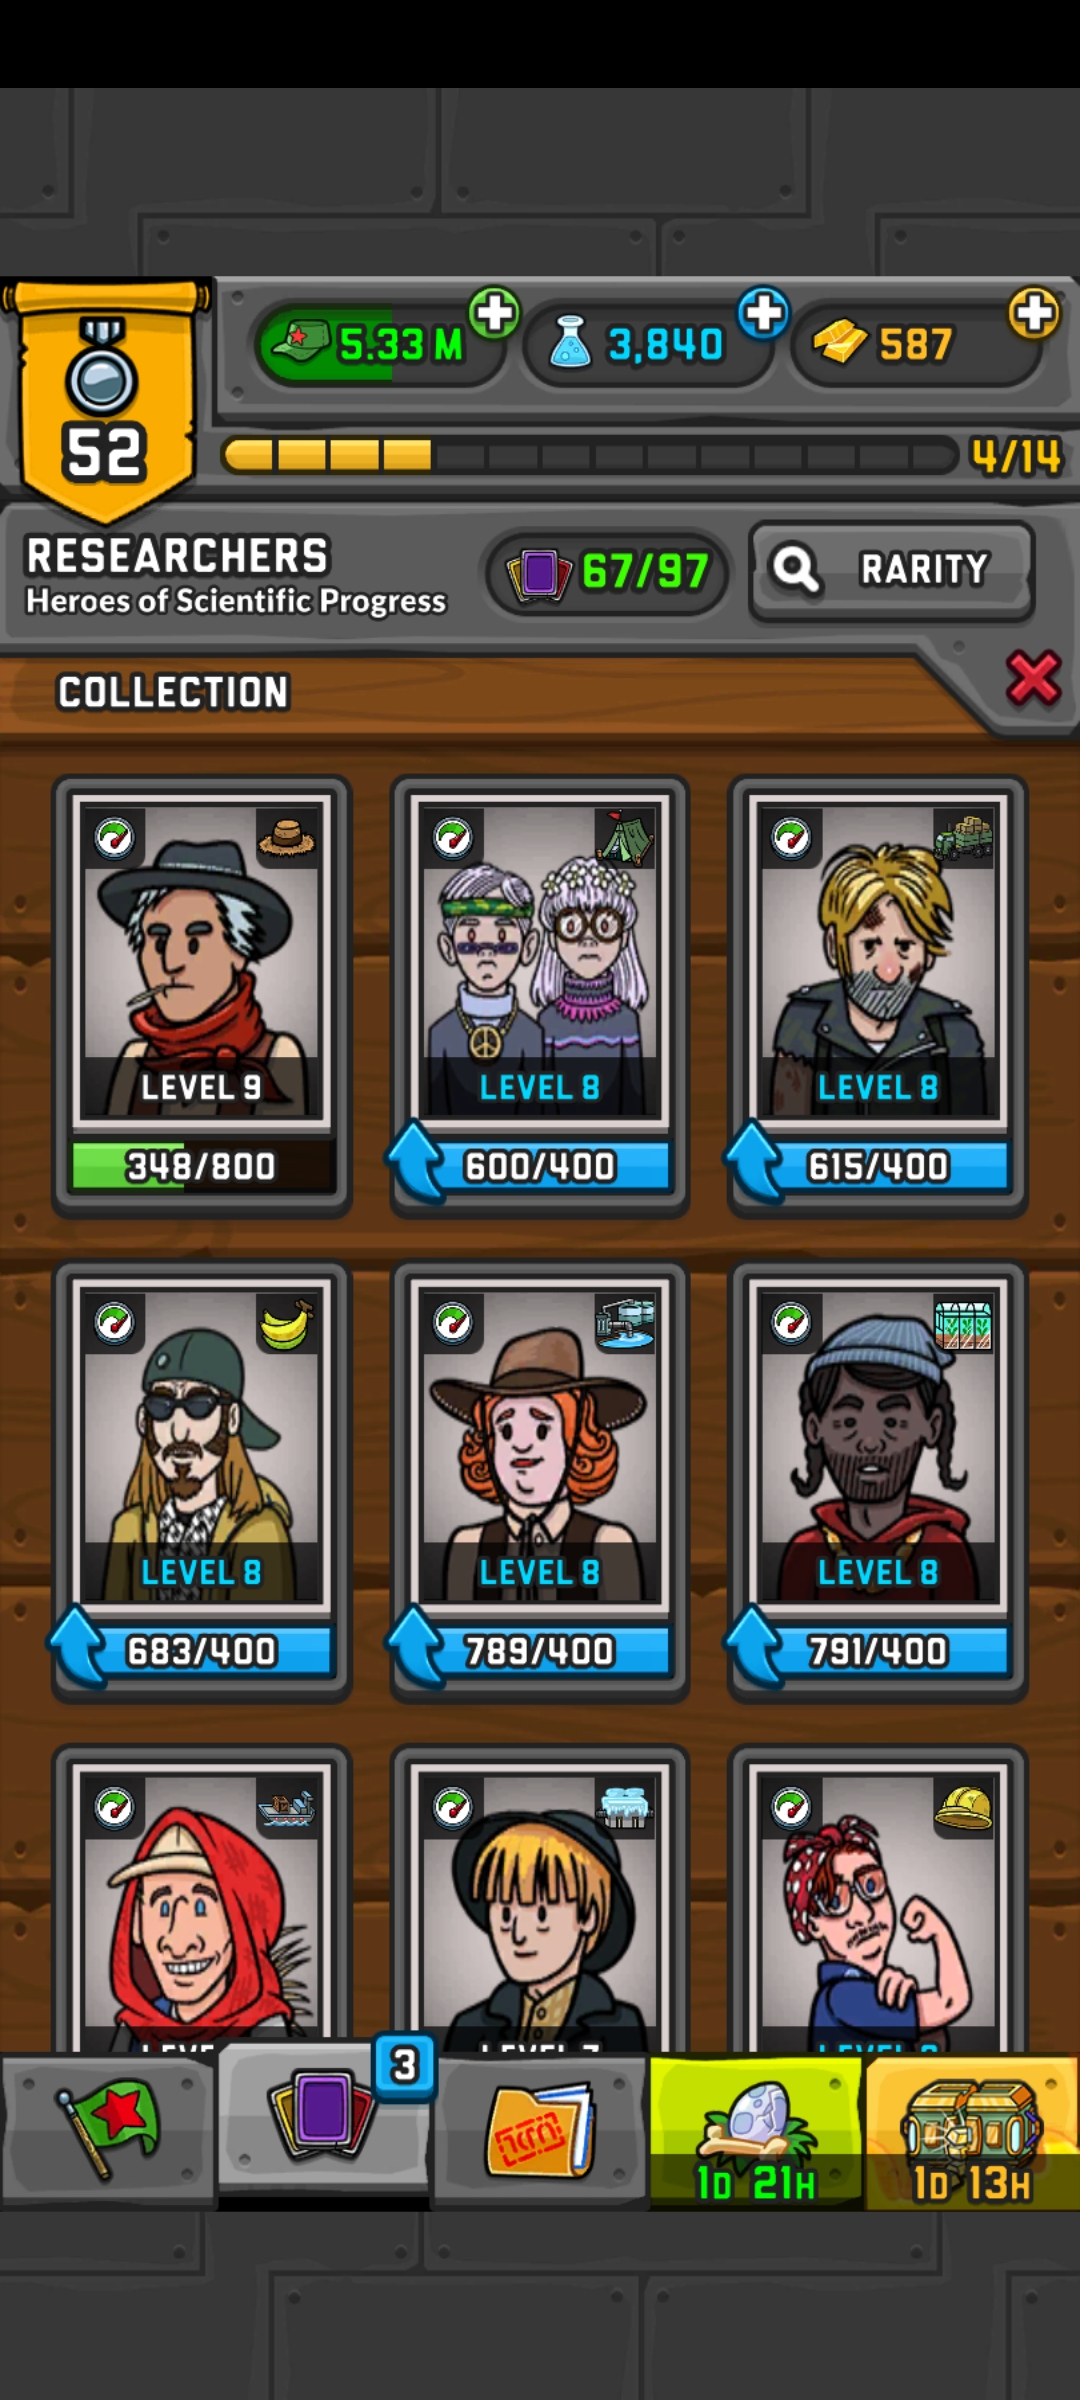 5.33 M
3,840
587
52
4/14
RESEARCHERS
Heroes of Scientific Progress
67/97
RARITY
COLLECTION
LEVEL 9
LEVEL 8
LEVEL 8
348/800
600/400
615/400
LEVEL 8
LEVEL 8
LEVEL 8
683/400
789/400
791/400
LEVEL 7
3
1D 21H
1D 13H